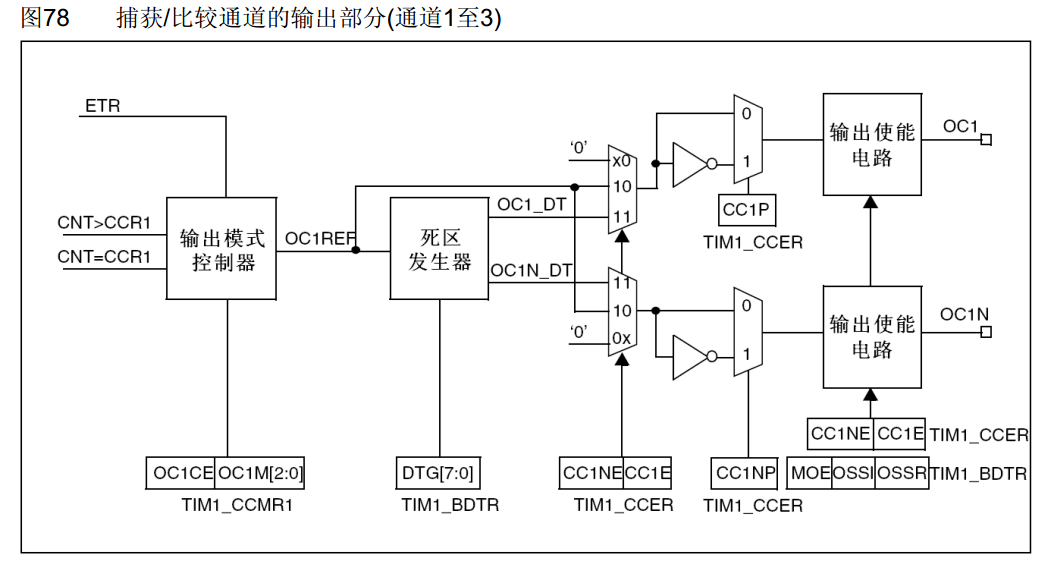 图78 捕获/比较通道的输出部分(通道1至3)
ETR
CNT>CCR1
CNT=CCR1
输出模式
控制器
OC1REF
死区
发生器
OC1_DT
OC1N_DT
‘0’
x0
10
11
11
10
‘0’
0x
0
1
CC1P
TIM1_CCER
0
1
输出使能
电路
OC1
输出使能
电路
OC1N
CC1NE CC1E TIM1_CCER
OC1CE OC1M[2:0]
TIM1_CCMR1
DTG[7:0]
TIM1_BDTR
CC1NE CC1E
TIM1_CCER
CC1NP
TIM1_CCER
MOE OSSI OSSR TIM1_BDTR